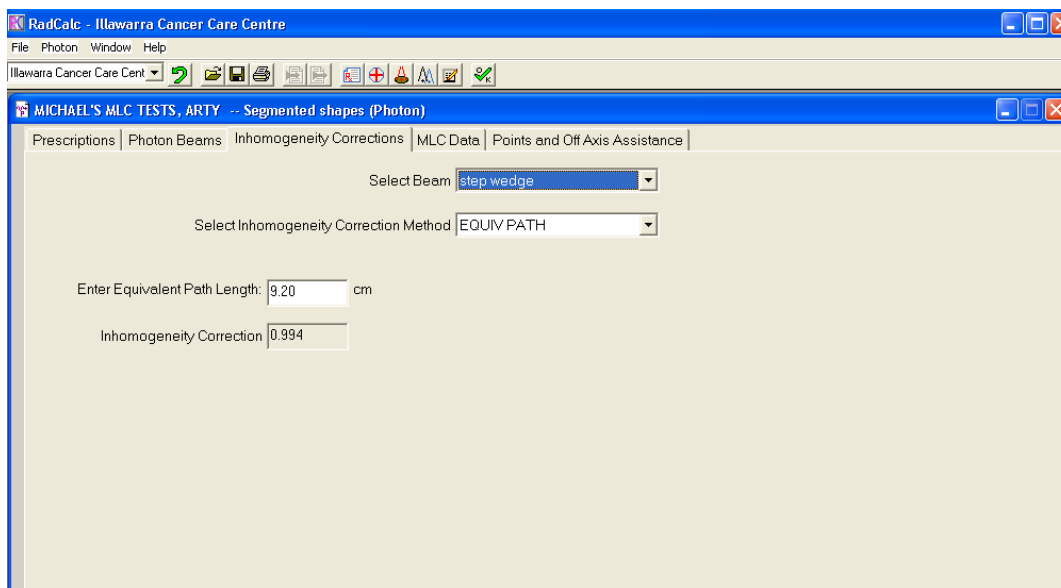 RadCalc - Illawarra Cancer Care Centre
File Photon Window Help
Illawarra Cancer Care Cent
MICHAEL'S MLC TESTS, ARTY -- Segmented shapes (Photon)
Prescriptions Photon Beams Inhomogeneity Corrections MLC Data Points and Off Axis Assistance
Select Beam step wedge
Select Inhomogeneity Correction Method EQUIV PATH
Enter Equivalent Path Length: 9.20 cm
Inhomogeneity Correction 0.994